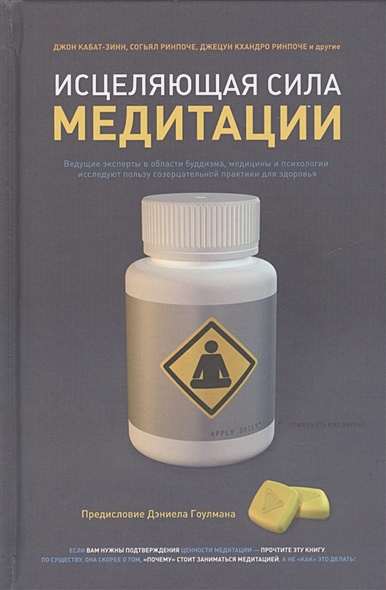 ДЖОН КАБАТ-ЗИНН, СОГЬЯЛ РИНПОЧЕ, ДЖЕЦУН КХАНДРО РИНПОЧЕ и другие
ИСЦЕЛЯЮЩАЯ СИЛА
МЕДИТАЦИИ
Ведущие эксперты в области буддизма, медицины и психологии
исследуют пользу созерцательной практики для здоровья
APPLY DAILY*
*ПРИМЕНЯТЬ ЕЖЕДНЕВНО
Предисловие Дэниела Гоулмана
ЕСЛИ ВАМ НУЖНЫ ПОДТВЕРЖДЕНИЯ ЦЕННОСТИ МЕДИТАЦИИ — ПРОЧТИТЕ ЭТУ КНИГУ.
ПО СУЩЕСТВУ, ОНА СКОРЕЕ О ТОМ, «ПОЧЕМУ» СТОИТ ЗАНИМАТЬСЯ МЕДИТАЦИЕЙ, А НЕ «КАК» ЭТО ДЕЛАТЬ!